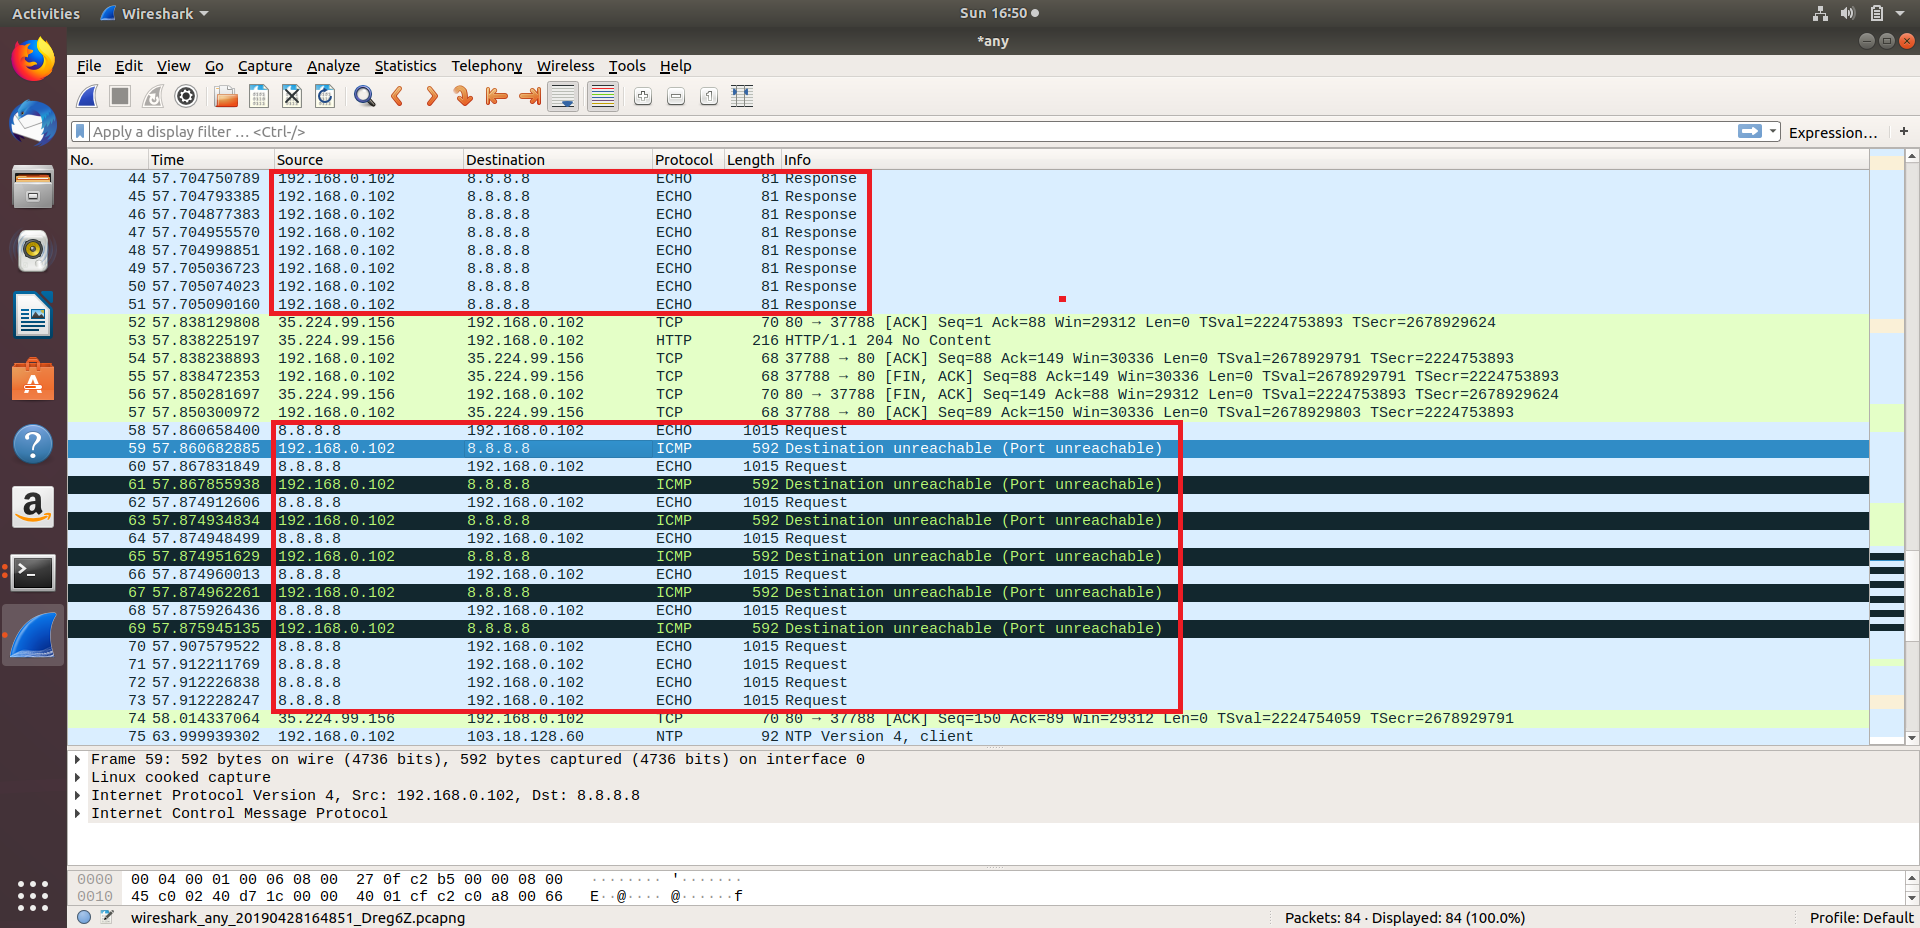 Activities Wireshark Sun 16:50
*any
File Edit View Go Capture Analyze Statistics Telephony Wireless Tools Help
Apply a display filter … <Ctrl-/> Expression… +
No. Time Source Destination Protocol Length Info
44 57.704750789 192.168.0.102 8.8.8.8 ECHO 81 Response
45 57.704793385 192.168.0.102 8.8.8.8 ECHO 81 Response
46 57.704877383 192.168.0.102 8.8.8.8 ECHO 81 Response
47 57.704955570 192.168.0.102 8.8.8.8 ECHO 81 Response
48 57.704998851 192.168.0.102 8.8.8.8 ECHO 81 Response
49 57.705036723 192.168.0.102 8.8.8.8 ECHO 81 Response
50 57.705074023 192.168.0.102 8.8.8.8 ECHO 81 Response
51 57.705090160 192.168.0.102 8.8.8.8 ECHO 81 Response
52 57.838129808 35.224.99.156 192.168.0.102 TCP 70 80 → 37788 [ACK] Seq=1 Ack=88 Win=29312 Len=0 TSval=2224753893 TSecr=2678929624
53 57.838225197 35.224.99.156 192.168.0.102 HTTP 216 HTTP/1.1 204 No Content
54 57.838238893 192.168.0.102 35.224.99.156 TCP 68 37788 → 80 [ACK] Seq=88 Ack=149 Win=30336 Len=0 TSval=2678929791 TSecr=2224753893
55 57.838472353 192.168.0.102 35.224.99.156 TCP 68 37788 → 80 [FIN, ACK] Seq=88 Ack=149 Win=30336 Len=0 TSval=2678929791 TSecr=2224753893
56 57.850281697 35.224.99.156 192.168.0.102 TCP 70 80 → 37788 [FIN, ACK] Seq=149 Ack=88 Win=29312 Len=0 TSval=2224753893 TSecr=2678929624
57 57.850300972 192.168.0.102 35.224.99.156 TCP 68 37788 → 80 [ACK] Seq=89 Ack=150 Win=30336 Len=0 TSval=2678929803 TSecr=2224753893
58 57.860658400 8.8.8.8 192.168.0.102 ECHO 1015 Request
59 57.860682885 192.168.0.102 8.8.8.8 ICMP 592 Destination unreachable (Port unreachable)
60 57.867831849 8.8.8.8 192.168.0.102 ECHO 1015 Request
61 57.867855938 192.168.0.102 8.8.8.8 ICMP 592 Destination unreachable (Port unreachable)
62 57.874912606 8.8.8.8 192.168.0.102 ECHO 1015 Request
63 57.874934834 192.168.0.102 8.8.8.8 ICMP 592 Destination unreachable (Port unreachable)
64 57.874948499 8.8.8.8 192.168.0.102 ECHO 1015 Request
65 57.874951629 192.168.0.102 8.8.8.8 ICMP 592 Destination unreachable (Port unreachable)
66 57.874960013 8.8.8.8 192.168.0.102 ECHO 1015 Request
67 57.874962261 192.168.0.102 8.8.8.8 ICMP 592 Destination unreachable (Port unreachable)
68 57.875926436 8.8.8.8 192.168.0.102 ECHO 1015 Request
69 57.875945135 192.168.0.102 8.8.8.8 ICMP 592 Destination unreachable (Port unreachable)
70 57.907579522 8.8.8.8 192.168.0.102 ECHO 1015 Request
71 57.912211769 8.8.8.8 192.168.0.102 ECHO 1015 Request
72 57.912226838 8.8.8.8 192.168.0.102 ECHO 1015 Request
73 57.912228247 8.8.8.8 192.168.0.102 ECHO 1015 Request
74 58.014337064 35.224.99.156 192.168.0.102 TCP 70 80 → 37788 [ACK] Seq=150 Ack=89 Win=29312 Len=0 TSval=2224754059 TSecr=2678929791
75 63.999939302 192.168.0.102 103.18.128.60 NTP 92 NTP Version 4, client
Frame 59: 592 bytes on wire (4736 bits), 592 bytes captured (4736 bits) on interface 0
Linux cooked capture
Internet Protocol Version 4, Src: 192.168.0.102, Dst: 8.8.8.8
Internet Control Message Protocol
0000 00 04 00 01 00 06 08 00 27 0f c2 b5 00 00 08 00 ········ '·······
0010 45 c0 02 40 d7 1c 00 00 40 01 cf c2 c0 a8 00 66 E··@···· @······f
wireshark_any_20190428164851_Dreg6Z.pcapng Packets: 84 · Displayed: 84 (100.0%) Profile: Default